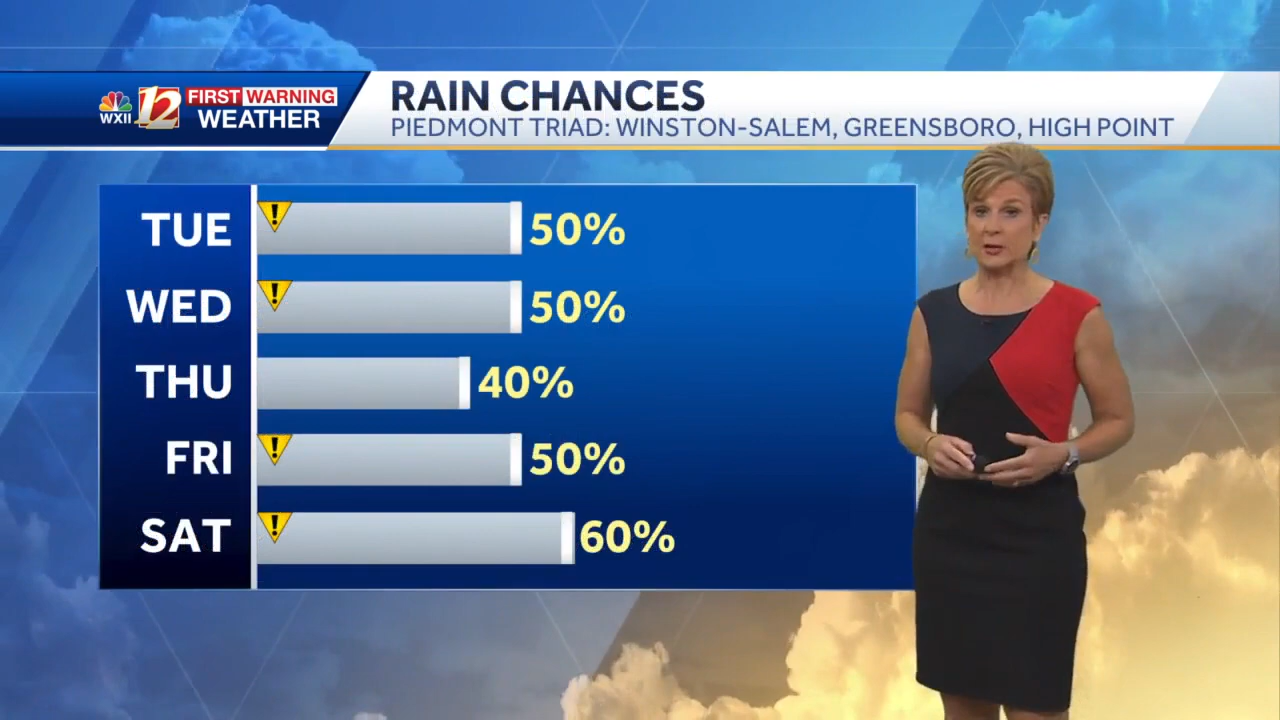 WXII 12 FIRST WARNING
WEATHER
RAIN CHANCES
PIEDMONT TRIAD: WINSTON-SALEM, GREENSBORO, HIGH POINT
TUE ! 50%
WED ! 50%
THU 40%
FRI ! 50%
SAT ! 60%